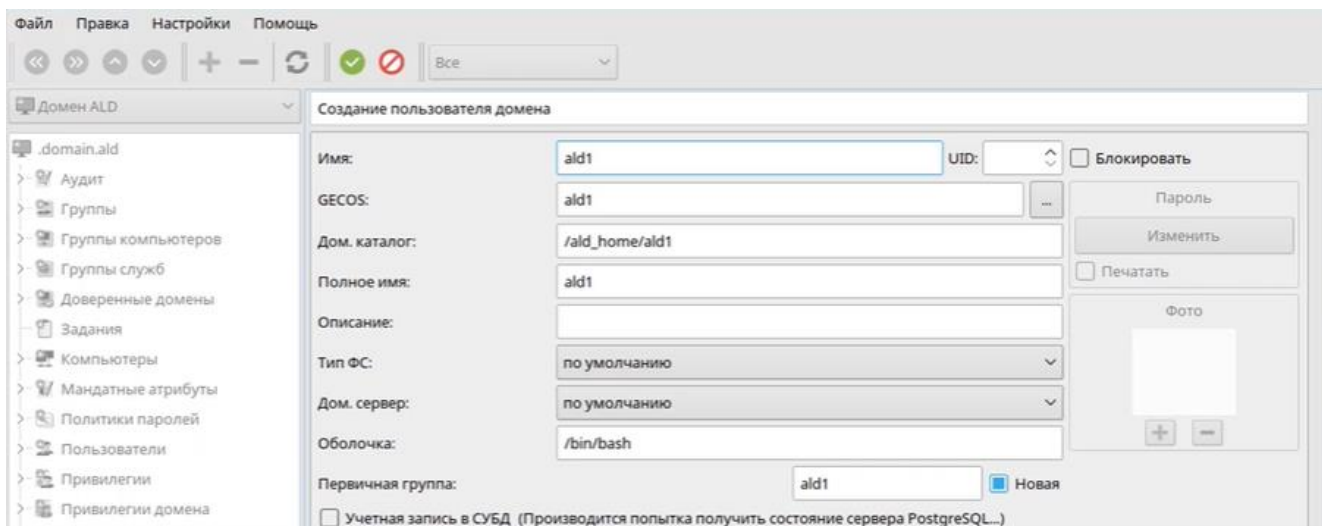 Файл Правка Настройки Помощь
Все
Домен ALD
Создание пользователя домена
.domain.ald
Аудит
Группы
Группы компьютеров
Группы служб
Доверенные домены
Задания
Компьютеры
Мандатные атрибуты
Политики паролей
Пользователи
Привилегии
Привилегии домена
Имя: ald1 UID: Блокировать
GECOS: ald1 ...
Дом. каталог: /ald_home/ald1
Полное имя: ald1
Описание:
Тип ФС: по умолчанию
Дом. сервер: по умолчанию
Оболочка: /bin/bash
Первичная группа: ald1 Новая
Учетная запись в СУБД (Производится попытка получить состояние сервера PostgreSQL...)
Пароль
Изменить
Печатать
Фото